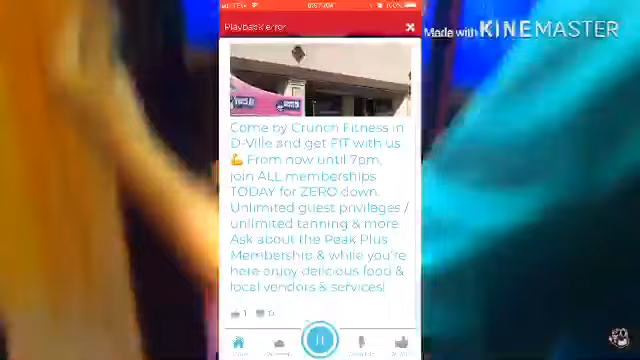 Playback error
Made with KINEMASTER
Come by Crunch Fitness in
D-Ville and get FIT with us
💪 From now until 7pm,
join ALL memberships
TODAY for ZERO down.
Unlimited guest privileges /
unlimited tanning & more
Ask about the Peak Plus
Membership & while you're
here enjoy delicious food &
local vendors & services!
1
0